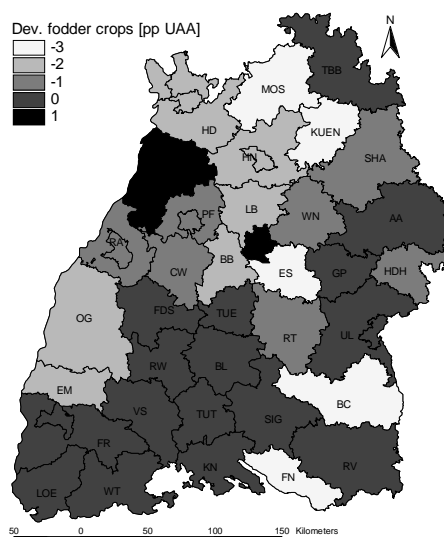 Dev. fodder crops [pp UAA]
-3
-2
-1
0
1
N
TBB
MOS
KUEN
HD
HN
SHA
LB
WN
PF
AA
RA
BB
ES
GP
HDH
CW
OG
FDS
TUE
RT
UL
RW
BL
EM
BC
VS
TUT
SIG
FR
KN
FN
RV
LOE
WT
50 0 50 100 150 Kilometers